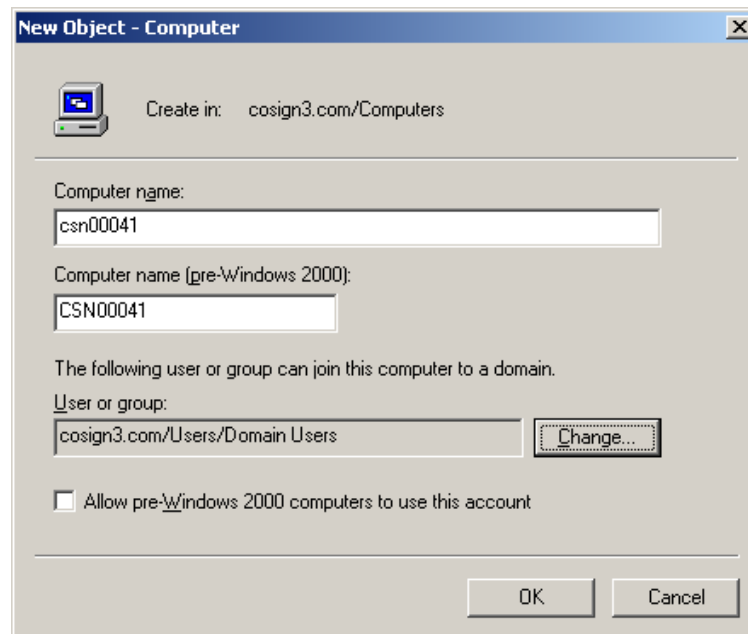 New Object - Computer
Create in: cosign3.com/Computers
Computer name:
csn00041
Computer name (pre-Windows 2000):
CSN00041
The following user or group can join this computer to a domain.
User or group:
cosign3.com/Users/Domain Users
Change...
Allow pre-Windows 2000 computers to use this account
OK Cancel